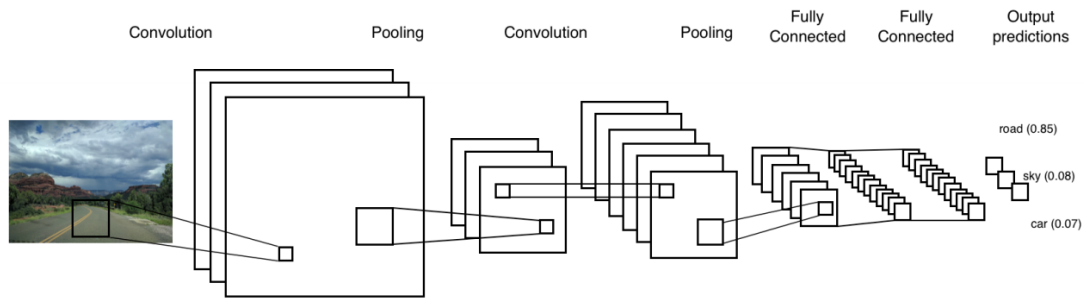 Convolution
Pooling
Convolution
Pooling
Fully
Connected
Fully
Connected
Output
predictions
road (0.85)
sky (0.08)
car (0.07)